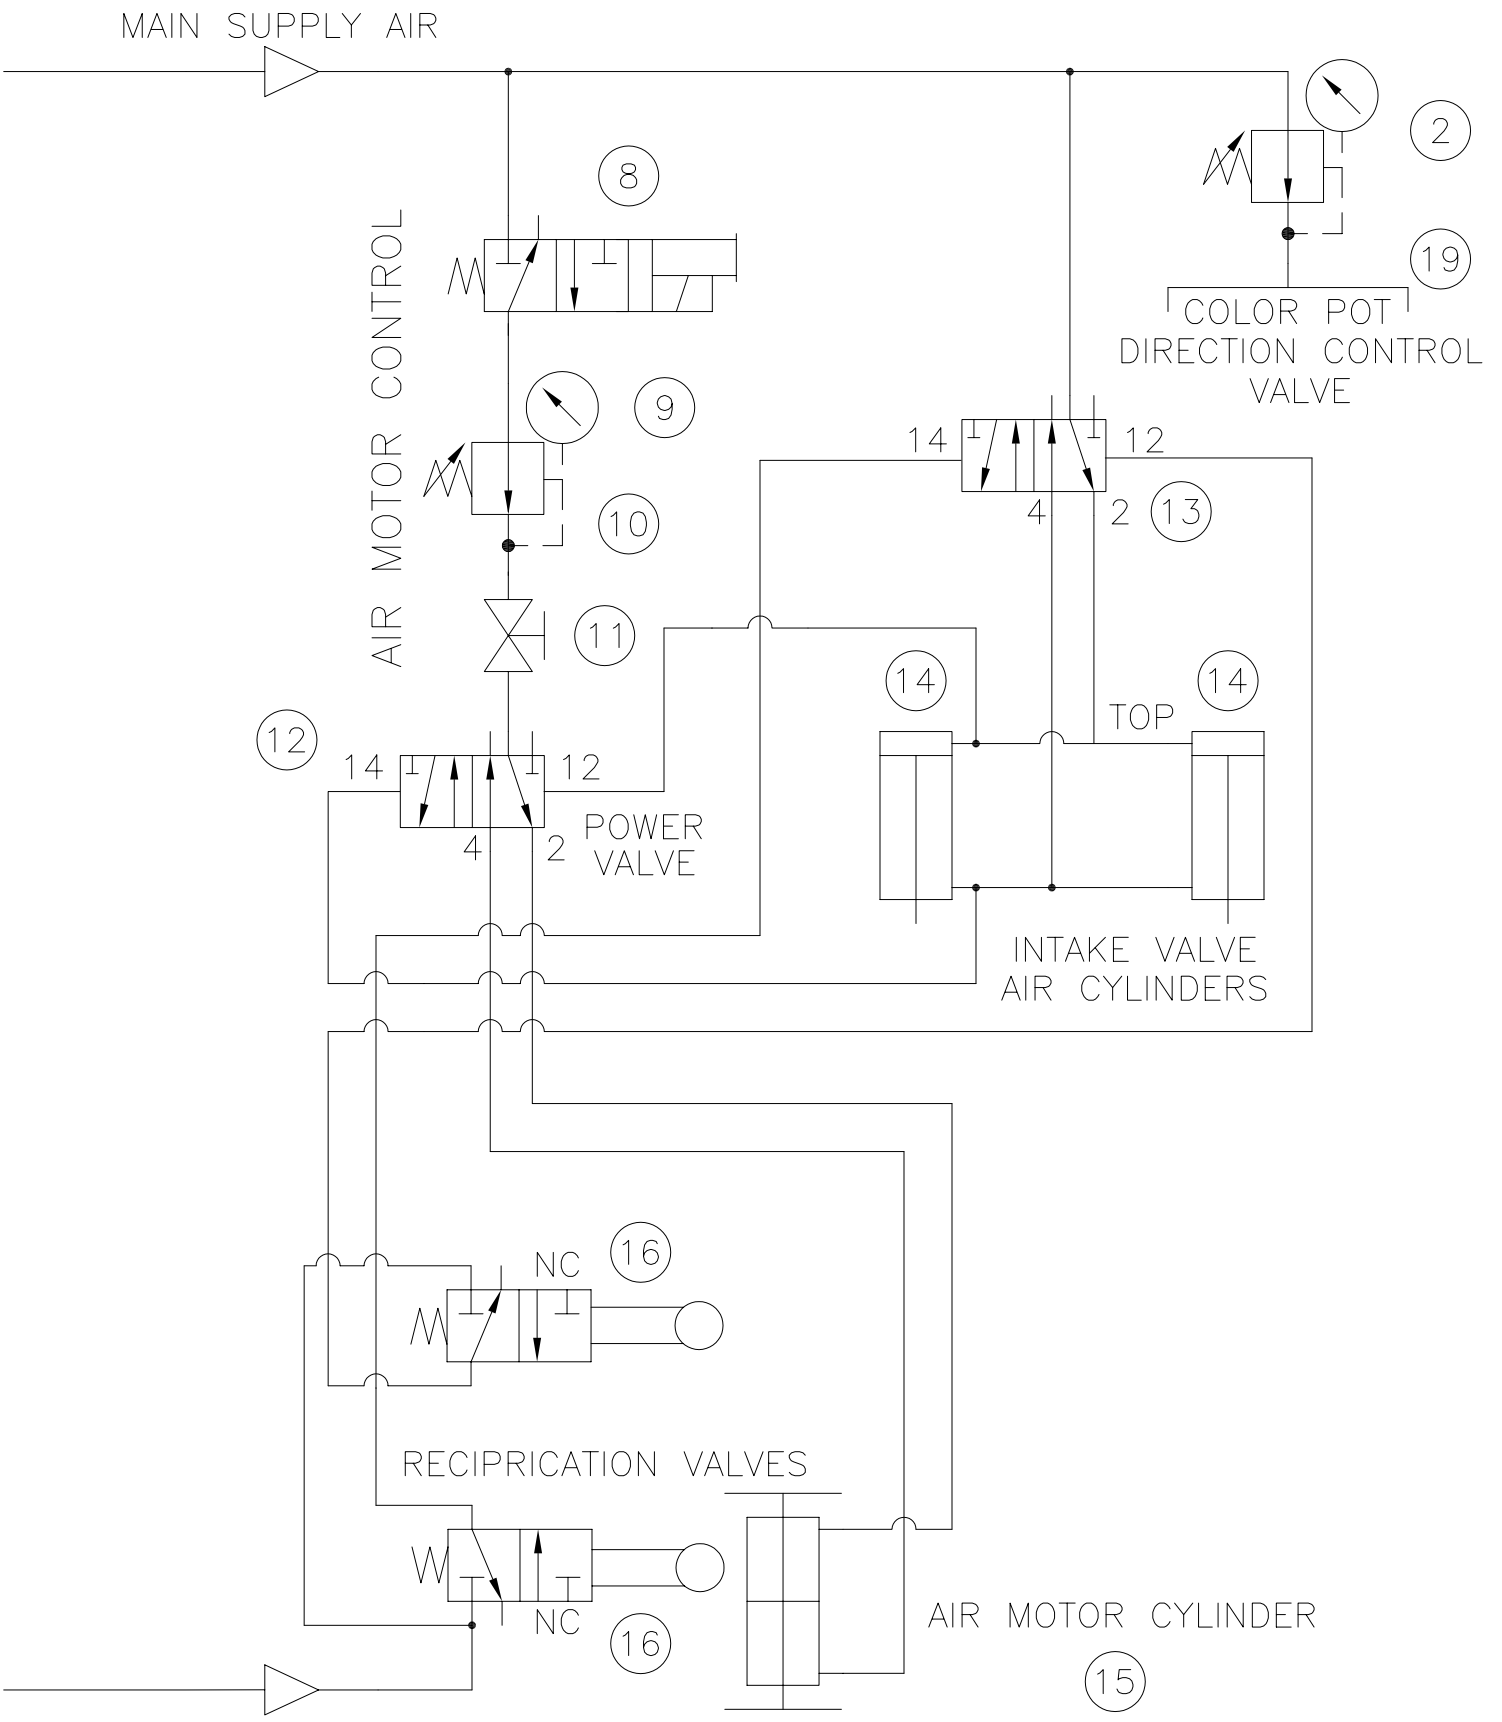 MAIN SUPPLY AIR
2
8
AIR MOTOR CONTROL
19
COLOR POT
DIRECTION CONTROL
VALVE
9
14
12
10
4
2
13
11
14
14
TOP
12
14
12
POWER
VALVE
4
2
INTAKE VALVE
AIR CYLINDERS
NC
16
RECIPRICATION VALVES
NC
16
AIR MOTOR CYLINDER
15